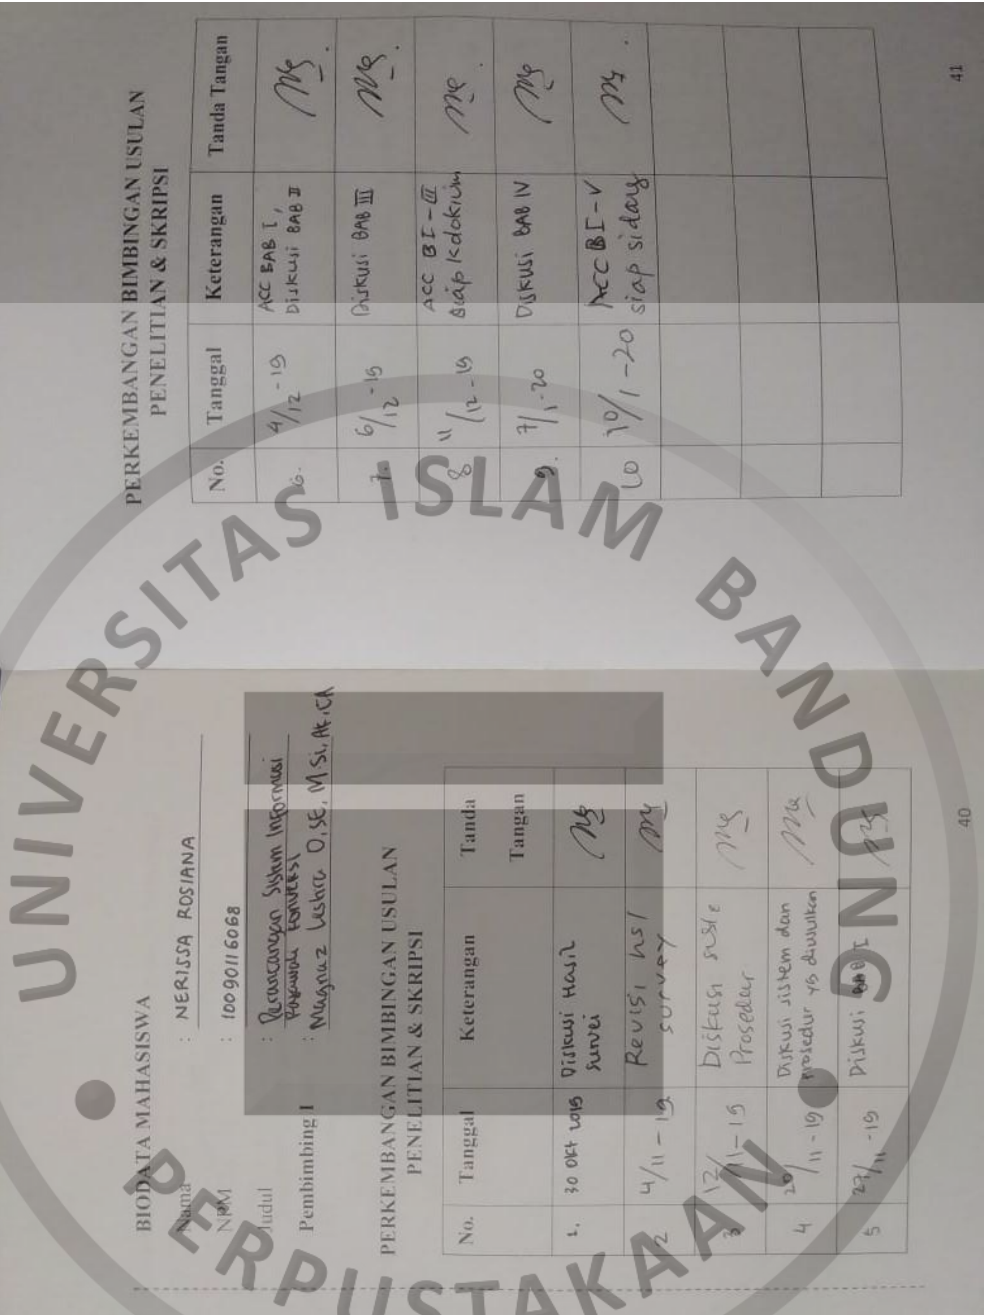 BIODATA MAHASISWA
Nama : NERISSA ROSIANA
NPM : 10090116068
Judul : Perancangan Sistem Informasi
Konveksi
Pembimbing I : Magnaz Lestira O, SE, M.Si, Ak, CA
PERKEMBANGAN BIMBINGAN USULAN
PENELITIAN & SKRIPSI
No. Tanggal Keterangan Tanda Tangan
1. 30 Okt 2019 Diskusi Hasil survei
2 4/11-19 Revisi hsl survey
3 12/11-19 Diskusi Prosedur
4 20/11-19 Diskusi sistem dan prosedur yg diusulkan
5 27/11-19 Diskusi BAB I
40
PERKEMBANGAN BIMBINGAN USULAN
PENELITIAN & SKRIPSI
No. Tanggal Keterangan Tanda Tangan
6. 4/12-19 ACC BAB I, Diskusi BAB II
7. 6/12-19 Diskusi BAB III
8 11/12-19 ACC B I-III siap kolokium
9. 7/1-20 Diskusi BAB IV
10 10/1-20 ACC B I-V siap sidang
41
UNIVERSITAS ISLAM BANDUNG
PERPUSTAKAAN